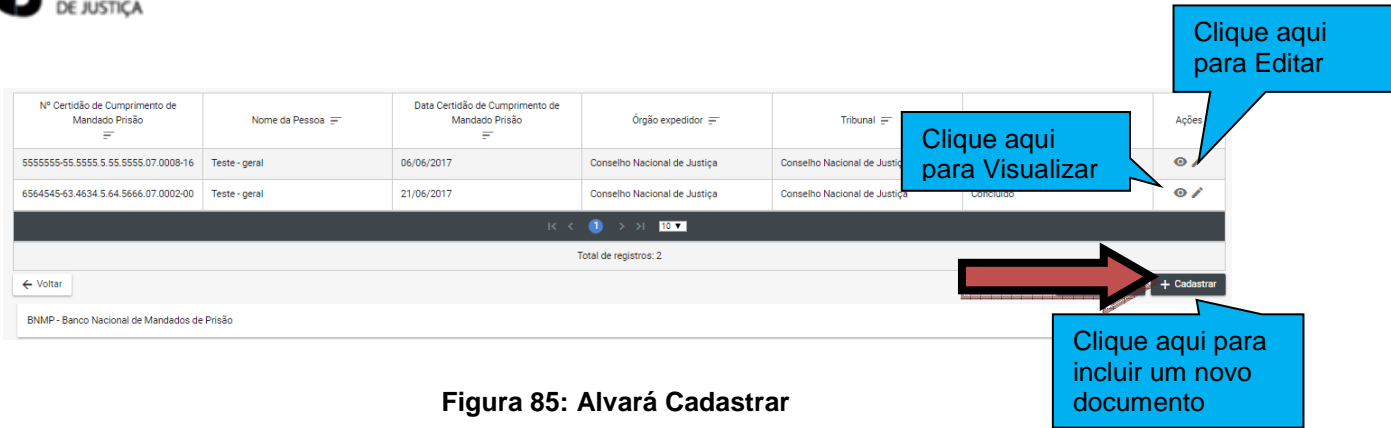 DE JUSTIÇA
Clique aqui
para Editar
Nº Certidão de Cumprimento de
Mandado Prisão
Nome da Pessoa
Data Certidão de Cumprimento de
Mandado Prisão
Órgão expedidor
Tribunal
Ações
Clique aqui
para Visualizar
5555555-55.5555.5.55.5555.07.0008-16 Teste - geral 06/06/2017 Conselho Nacional de Justiça Conselho Nacional de Justiç
6564545-63.4634.5.64.5666.07.0002-00 Teste - geral 21/06/2017 Conselho Nacional de Justiça Conselho Nacional de Justiça Concluído
1 10
Total de registros: 2
Voltar
+ Cadastrar
BNMP - Banco Nacional de Mandados de Prisão
Clique aqui para
incluir um novo
documento
Figura 85: Alvará Cadastrar